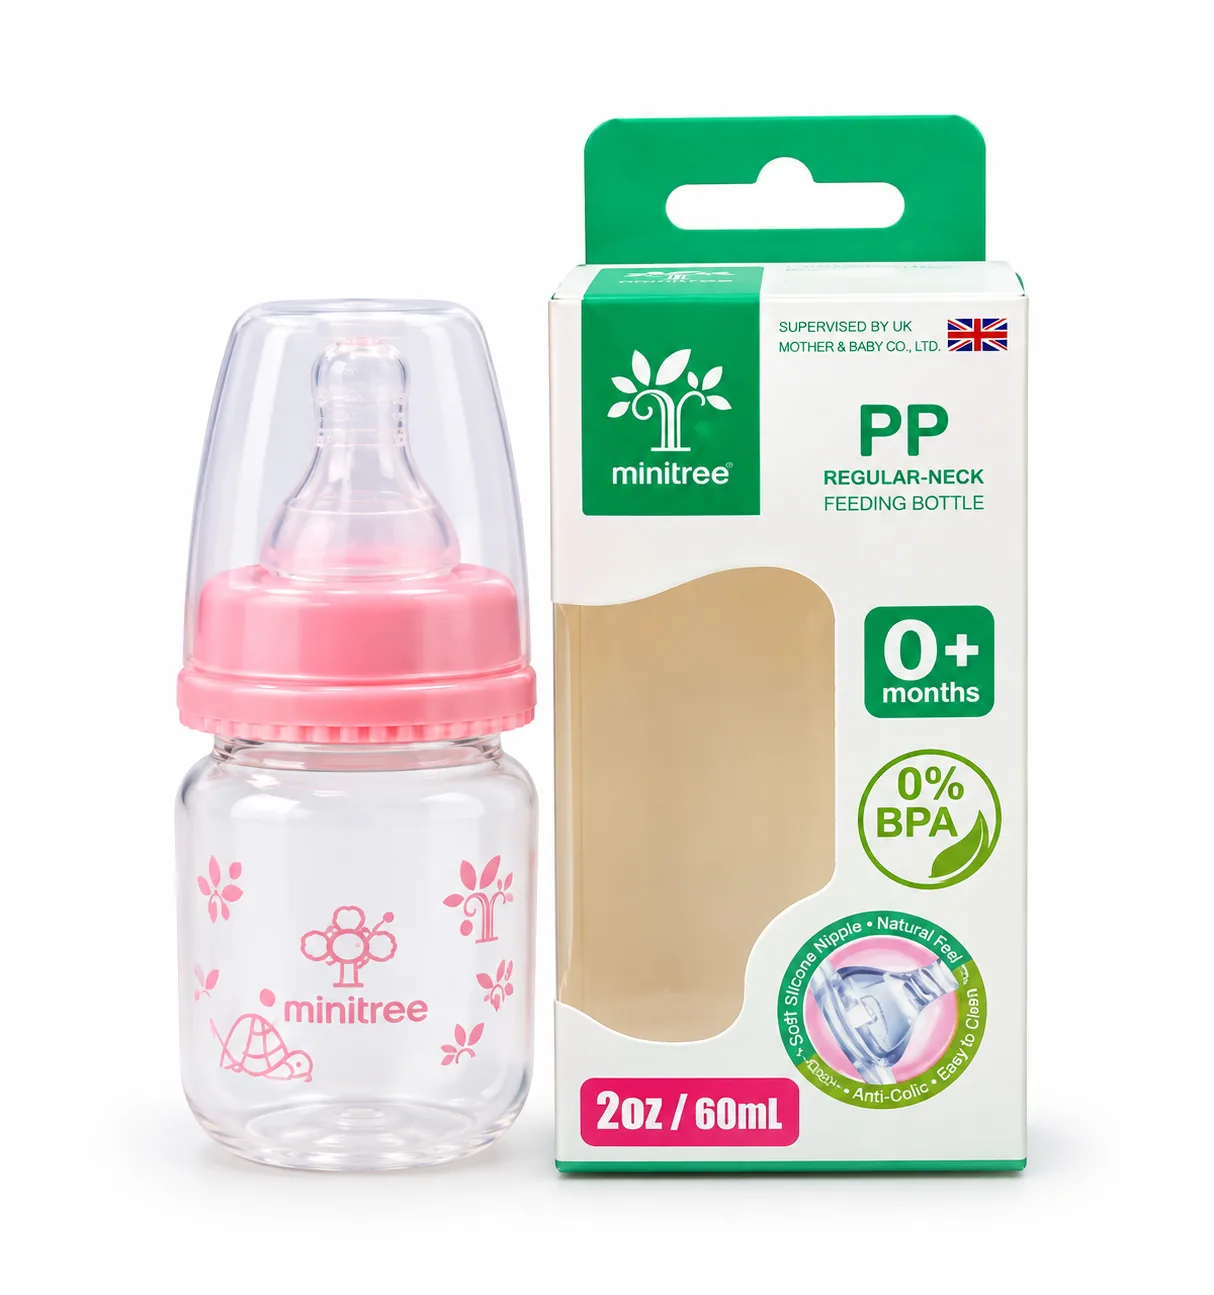 SUPERVISED BY UK
MOTHER & BABY CO., LTD.
minitree®
PP
REGULAR-NECK
FEEDING BOTTLE
0+
months
0%
BPA
Soft Silicone Nipple • Natural Feel
Easy to Clean
• Anti-Colic •
2oz / 60mL
minitree